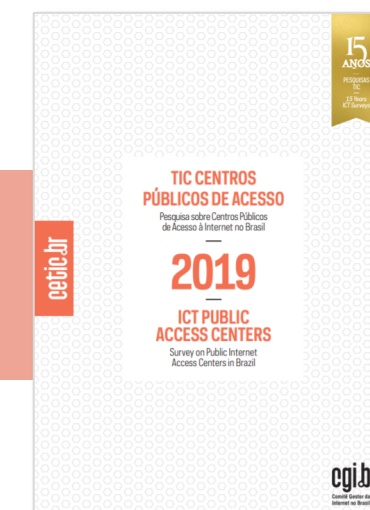 15
ANOS
PESQUISAS
TIC
15 Years
ICT Surveys
TIC CENTROS
PÚBLICOS DE ACESSO
Pesquisa sobre Centros Públicos
de Acesso à Internet no Brasil
2019
ICT PUBLIC
ACCESS CENTERS
Survey on Public Internet
Access Centers in Brazil
cetic.br
cgi.b
Comitê Gestor da
Internet no Brasil